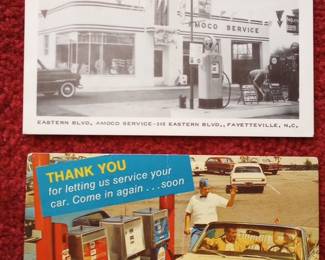 AMOCO SERVICE
EASTERN BLVD., AMOCO SERVICE-345 EASTERN BLVD., FAYETTEVILLE, N.C.
THANK YOU
for letting us service your
car. Come in again . . . soon